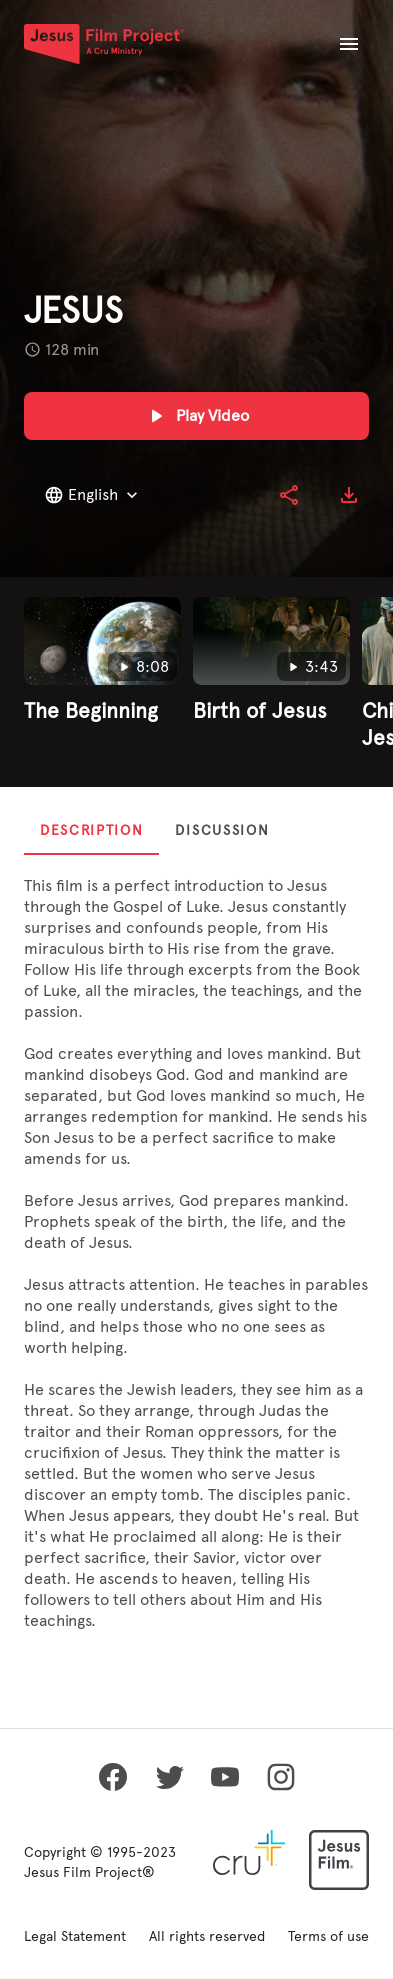 Jesus Film Project®
A Cru Ministry
JESUS
128 min
Play Video
English
8:08
3:43
The Beginning
Birth of Jesus
Chi
Jes
DESCRIPTION
DISCUSSION
This film is a perfect introduction to Jesus
through the Gospel of Luke. Jesus constantly
surprises and confounds people, from His
miraculous birth to His rise from the grave.
Follow His life through excerpts from the Book
of Luke, all the miracles, the teachings, and the
passion.
God creates everything and loves mankind. But
mankind disobeys God. God and mankind are
separated, but God loves mankind so much, He
arranges redemption for mankind. He sends his
Son Jesus to be a perfect sacrifice to make
amends for us.
Before Jesus arrives, God prepares mankind.
Prophets speak of the birth, the life, and the
death of Jesus.
Jesus attracts attention. He teaches in parables
no one really understands, gives sight to the
blind, and helps those who no one sees as
worth helping.
He scares the Jewish leaders, they see him as a
threat. So they arrange, through Judas the
traitor and their Roman oppressors, for the
crucifixion of Jesus. They think the matter is
settled. But the women who serve Jesus
discover an empty tomb. The disciples panic.
When Jesus appears, they doubt He's real. But
it's what He proclaimed all along: He is their
perfect sacrifice, their Savior, victor over
death. He ascends to heaven, telling His
followers to tell others about Him and His
teachings.
Copyright © 1995-2023
Jesus Film Project®
cru
Jesus
Film®
Legal Statement
All rights reserved
Terms of use